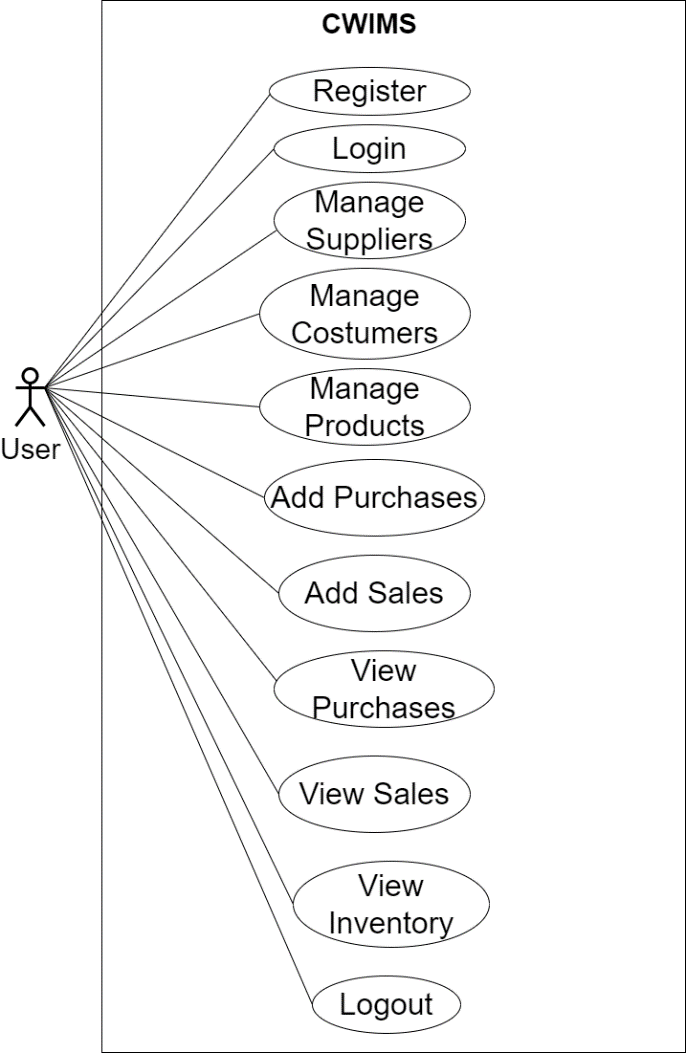 CWIMS
Register
Login
Manage
Suppliers
Manage
Costumers
Manage
Products
User
Add Purchases
Add Sales
View
Purchases
View Sales
View
Inventory
Logout